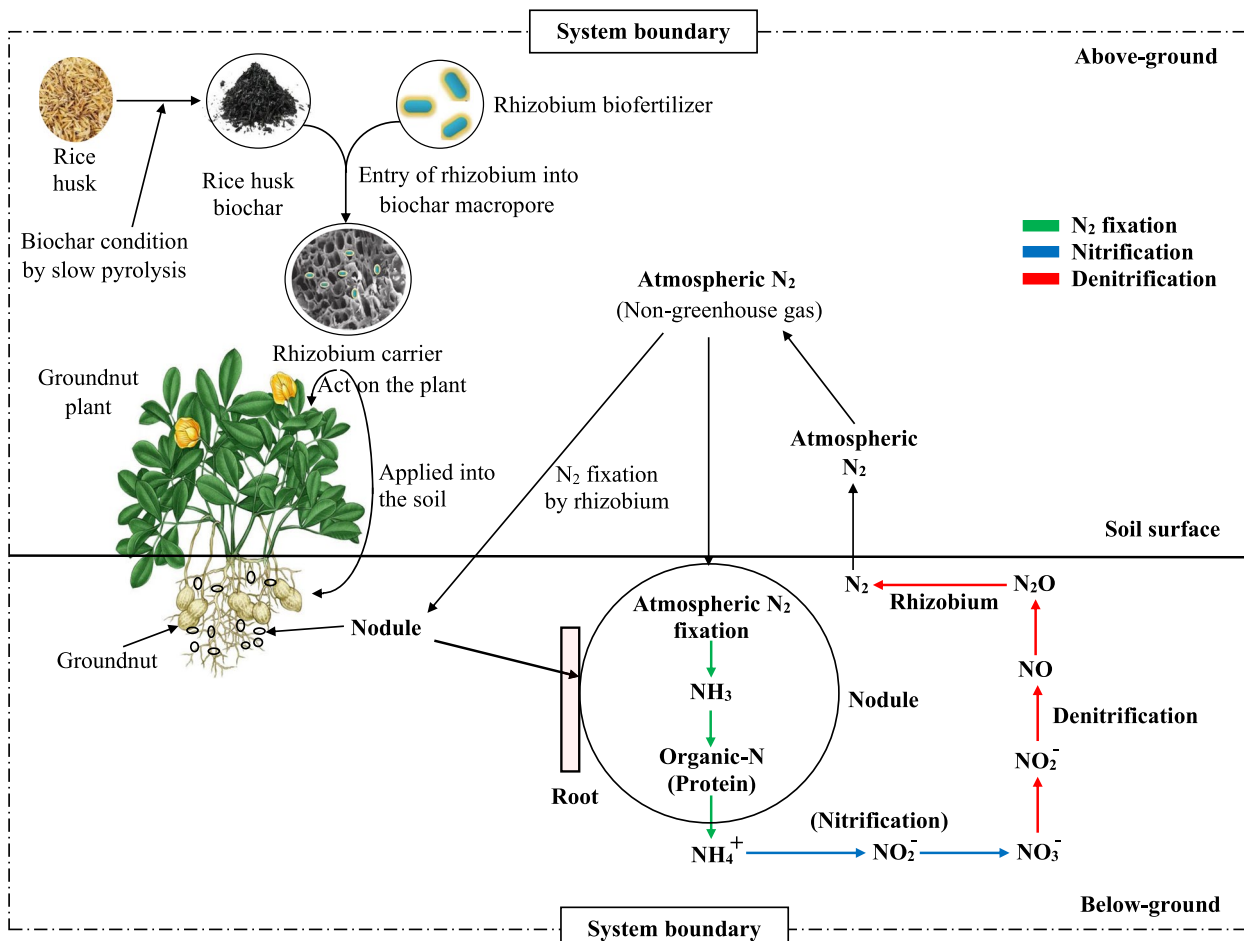 System boundary
Above-ground
Rhizobium biofertilizer
Rice
husk
Rice husk
biochar
Entry of rhizobium into
biochar macropore
Biochar condition
by slow pyrolysis
N₂ fixation
Nitrification
Denitrification
Atmospheric N₂
(Non-greenhouse gas)
Rhizobium carrier
Act on the plant
Groundnut
plant
Atmospheric
N₂
Applied into
the soil
N₂ fixation
by rhizobium
Soil surface
N₂
Rhizobium
N₂O
Atmospheric N₂
fixation
Nodule
Groundnut
NH₃
Nodule
NO
Denitrification
Organic-N
(Protein)
NO₂⁻
Root
(Nitrification)
NH₄⁺
NO₂⁻
NO₃⁻
Below-ground
System boundary